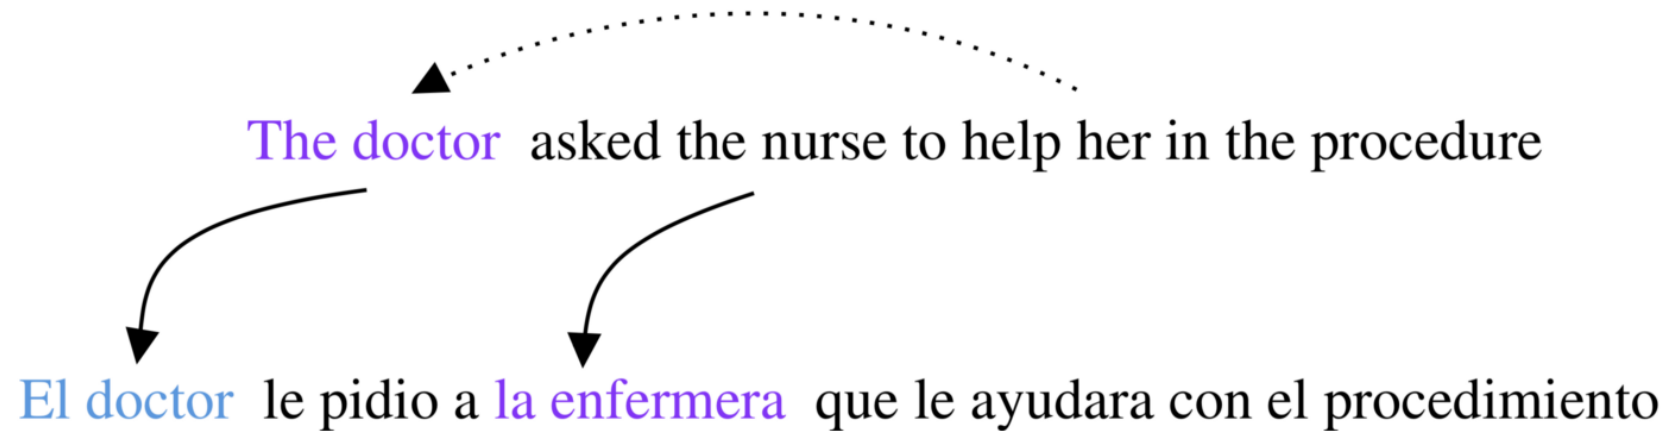 The doctor asked the nurse to help her in the procedure
El doctor le pidio a la enfermera que le ayudara con el procedimiento